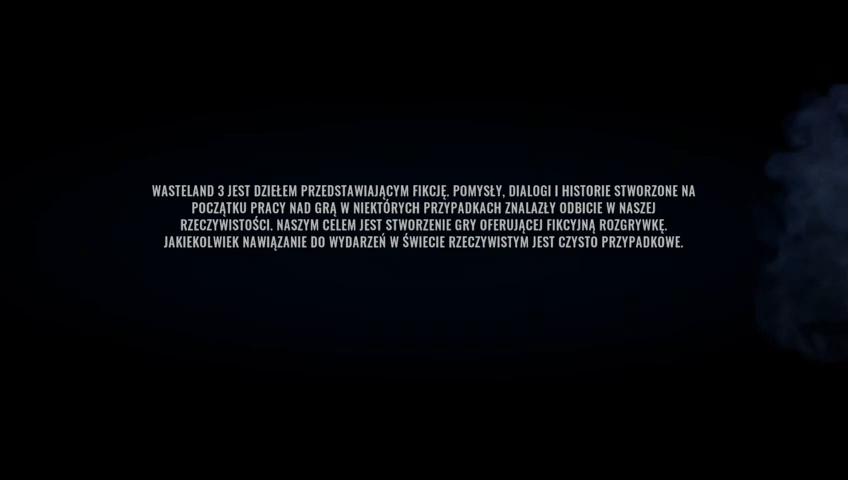 WASTELAND 3 JEST DZIEŁEM PRZEDSTAWIAJĄCYM FIKCJĘ. POMYSŁY, DIALOGI I HISTORIE STWORZONE NA
POCZĄTKU PRACY NAD GRĄ W NIEKTÓRYCH PRZYPADKACH ZNALAZŁY ODBICIE W NASZEJ
RZECZYWISTOŚCI. NASZYM CELEM JEST STWORZENIE GRY OFERUJĄCEJ FIKCYJNĄ ROZGRYWKĘ.
JAKIEKOLWIEK NAWIĄZANIE DO WYDARZEŃ W ŚWIECIE RZECZYWISTYM JEST CZYSTO PRZYPADKOWE.